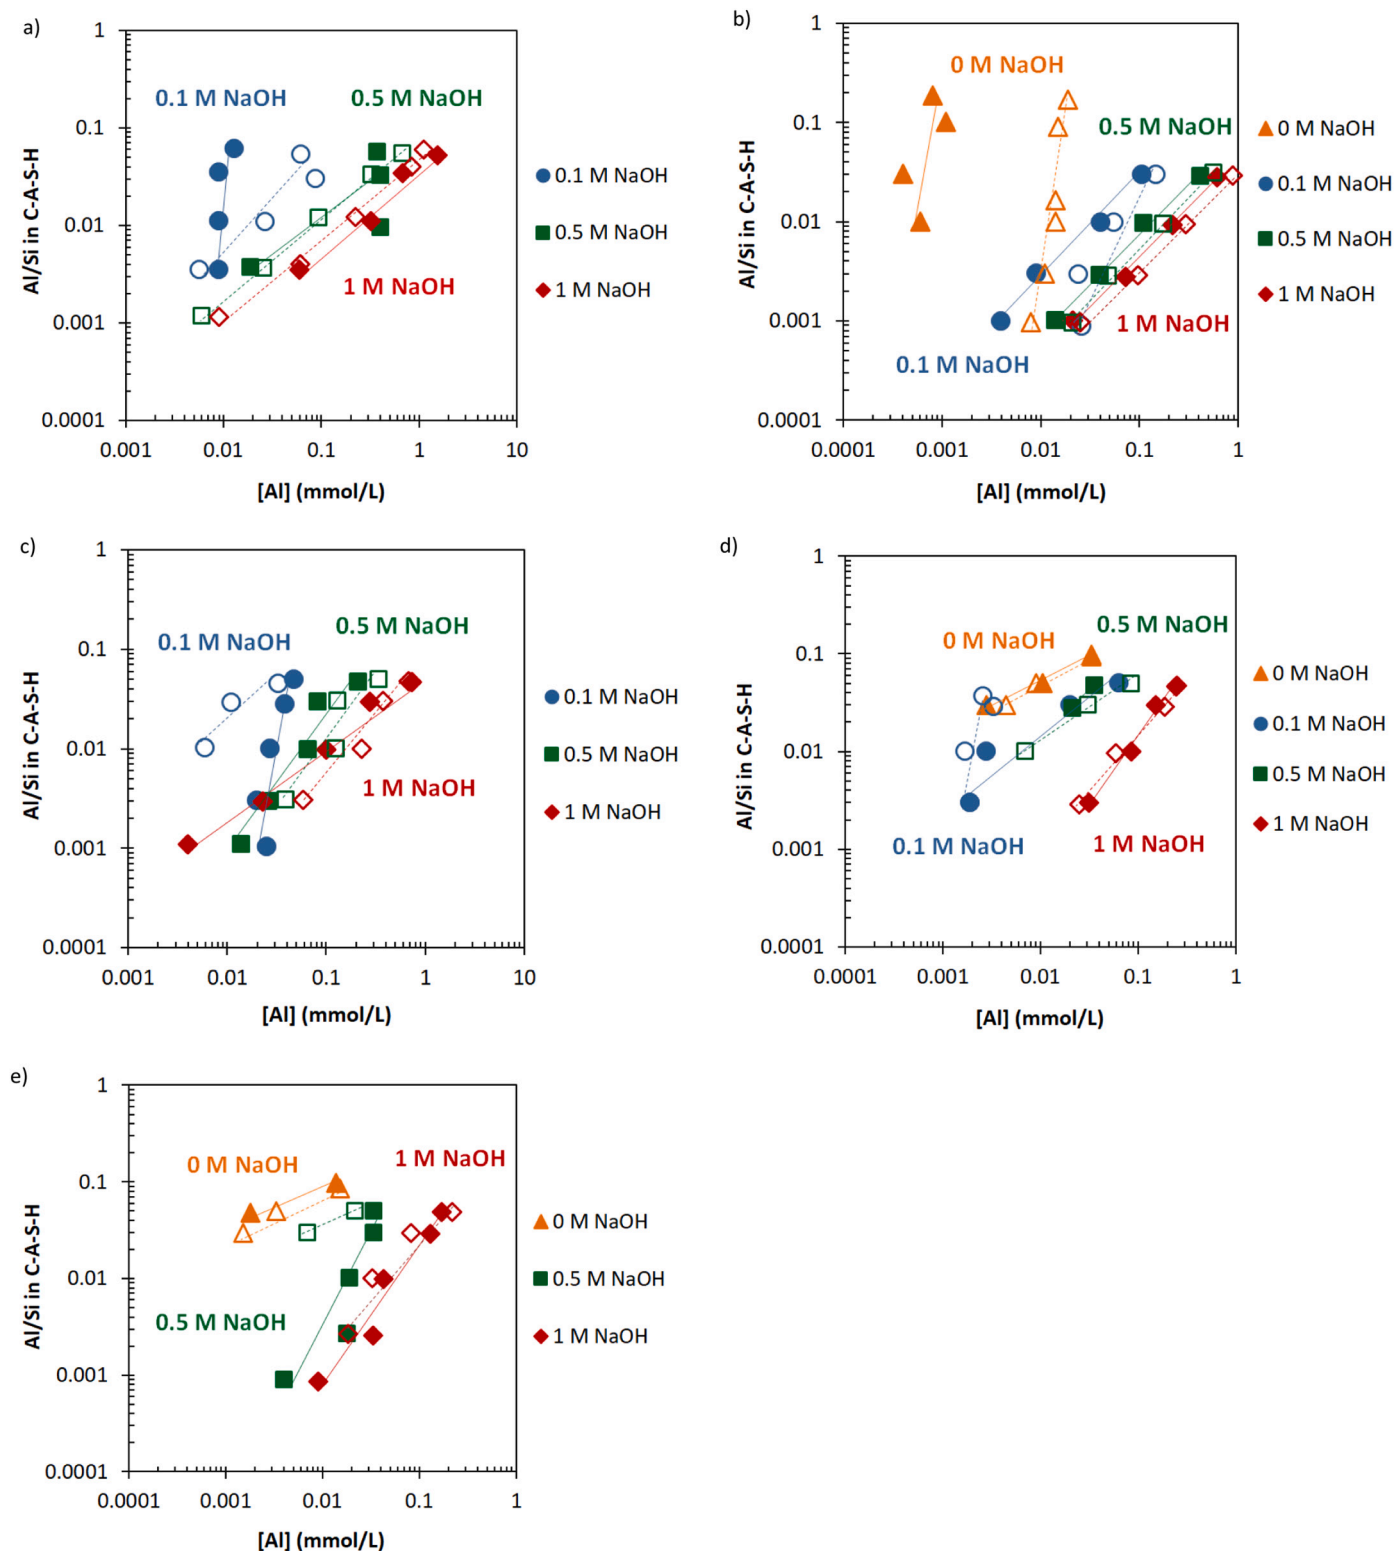 a)
1
0.1
0.01
0.001
0.0001
Al/Si in C-A-S-H
0.1 M NaOH
0.5 M NaOH
1 M NaOH
0.001
0.01
0.1
1
10
[Al] (mmol/L)
0.1 M NaOH
0.5 M NaOH
1 M NaOH
b)
1
0.1
0.01
0.001
0.0001
Al/Si in C-A-S-H
0 M NaOH
0.5 M NaOH
1 M NaOH
0.1 M NaOH
0.0001
0.001
0.01
0.1
1
[Al] (mmol/L)
0 M NaOH
0.1 M NaOH
0.5 M NaOH
1 M NaOH
c)
1
0.1
0.01
0.001
0.0001
Al/Si in C-A-S-H
0.5 M NaOH
0.1 M NaOH
1 M NaOH
0.001
0.01
0.1
1
10
[Al] (mmol/L)
0.1 M NaOH
0.5 M NaOH
1 M NaOH
d)
1
0.1
0.01
0.001
0.0001
Al/Si in C-A-S-H
0.5 M NaOH
0 M NaOH
0.1 M NaOH
1 M NaOH
0.0001
0.001
0.01
0.1
1
[Al] (mmol/L)
0 M NaOH
0.1 M NaOH
0.5 M NaOH
1 M NaOH
e)
1
0.1
0.01
0.001
0.0001
Al/Si in C-A-S-H
1 M NaOH
0 M NaOH
0.5 M NaOH
0.0001
0.001
0.01
0.1
1
[Al] (mmol/L)
0 M NaOH
0.5 M NaOH
1 M NaOH